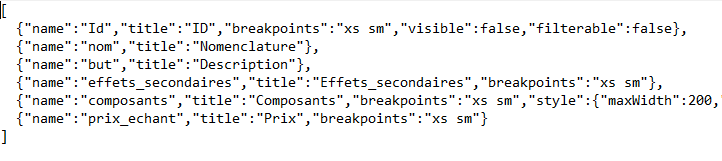 [
{"name":"Id","title":"ID","breakpoints":"xs sm","visible":false,"filterable":false},
{"name":"nom","title":"Nomenclature"},
{"name":"but","title":"Description"},
{"name":"effets_secondaires","title":"Effets_secondaires","breakpoints":"xs sm"},
{"name":"composants","title":"Composants","breakpoints":"xs sm","style":{"maxWidth":200,
{"name":"prix_echant","title":"Prix","breakpoints":"xs sm"}
]